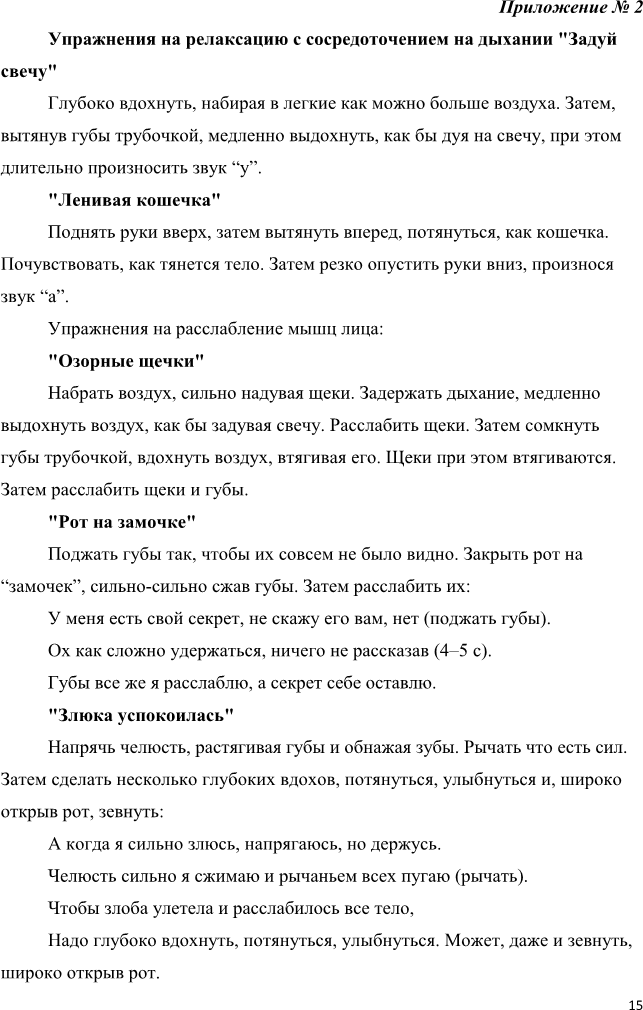 Приложение № 2
Упражнения на релаксацию с сосредоточением на дыхании "Задуй
свечу"
Глубоко вдохнуть, набирая в легкие как можно больше воздуха. Затем,
вытянув губы трубочкой, медленно выдохнуть, как бы дуя на свечу, при этом
длительно произносить звук “у”.
"Ленивая кошечка"
Поднять руки вверх, затем вытянуть вперед, потянуться, как кошечка.
Почувствовать, как тянется тело. Затем резко опустить руки вниз, произнося
звук “а”.
Упражнения на расслабление мышц лица:
"Озорные щечки"
Набрать воздух, сильно надувая щеки. Задержать дыхание, медленно
выдохнуть воздух, как бы задувая свечу. Расслабить щеки. Затем сомкнуть
губы трубочкой, вдохнуть воздух, втягивая его. Щеки при этом втягиваются.
Затем расслабить щеки и губы.
"Рот на замочке"
Поджать губы так, чтобы их совсем не было видно. Закрыть рот на
“замочек”, сильно-сильно сжав губы. Затем расслабить их:
У меня есть свой секрет, не скажу его вам, нет (поджать губы).
Ох как сложно удержаться, ничего не рассказав (4–5 с).
Губы все же я расслаблю, а секрет себе оставлю.
"Злюка успокоилась"
Напрячь челюсть, растягивая губы и обнажая зубы. Рычать что есть сил.
Затем сделать несколько глубоких вдохов, потянуться, улыбнуться и, широко
открыв рот, зевнуть:
А когда я сильно злюсь, напрягаюсь, но держусь.
Челюсть сильно я сжимаю и рычаньем всех пугаю (рычать).
Чтобы злоба улетела и расслабилось все тело,
Надо глубоко вдохнуть, потянуться, улыбнуться. Может, даже и зевнуть,
широко открыв рот.
15